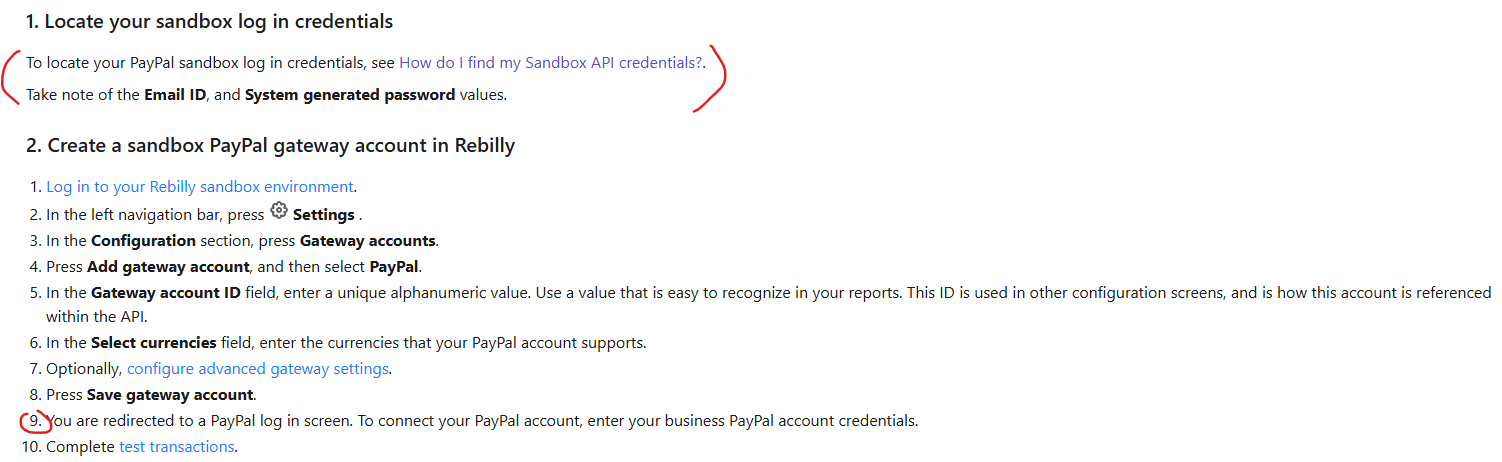 1. Locate your sandbox log in credentials
To locate your PayPal sandbox log in credentials, see How do I find my Sandbox API credentials?.
Take note of the Email ID, and System generated password values.
2. Create a sandbox PayPal gateway account in Rebilly
1. Log in to your Rebilly sandbox environment.
2. In the left navigation bar, press Settings .
3. In the Configuration section, press Gateway accounts.
4. Press Add gateway account, and then select PayPal.
5. In the Gateway account ID field, enter a unique alphanumeric value. Use a value that is easy to recognize in your reports. This ID is used in other configuration screens, and is how this account is referenced
within the API.
6. In the Select currencies field, enter the currencies that your PayPal account supports.
7. Optionally, configure advanced gateway settings.
8. Press Save gateway account.
9. You are redirected to a PayPal log in screen. To connect your PayPal account, enter your business PayPal account credentials.
10. Complete test transactions.